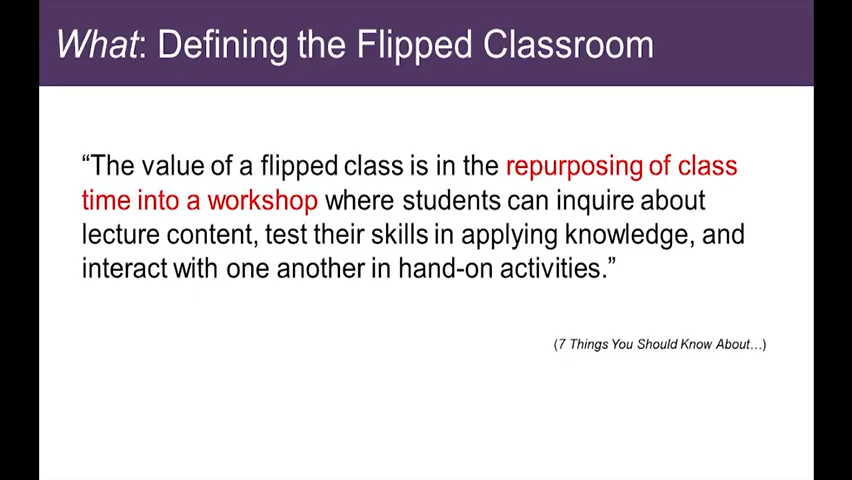 What: Defining the Flipped Classroom
“The value of a flipped class is in the repurposing of class
time into a workshop where students can inquire about
lecture content, test their skills in applying knowledge, and
interact with one another in hand-on activities.”
(7 Things You Should Know About…)